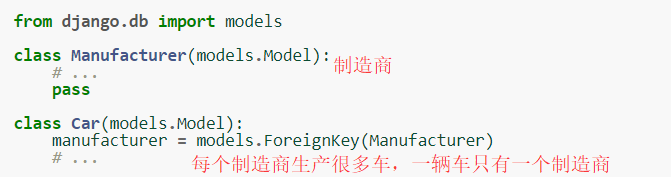 from django.db import models
class Manufacturer(models.Model): 制造商
    # ...
    pass
class Car(models.Model):
    manufacturer = models.ForeignKey(Manufacturer)
    # ... 每个制造商生产很多车，一辆车只有一个制造商